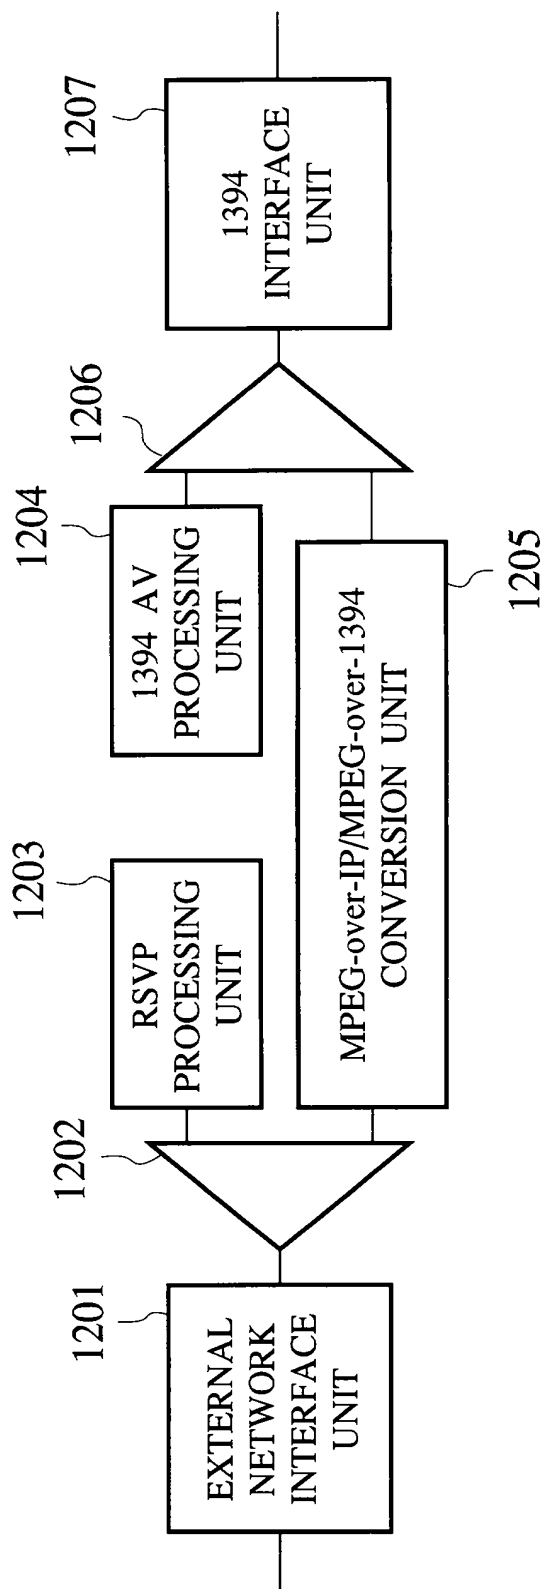 1201
EXTERNAL
NETWORK
INTERFACE
UNIT
1202
1203
RSVP
PROCESSING
UNIT
1204
1394 AV
PROCESSING
UNIT
MPEG-over-IP/MPEG-over-1394
CONVERSION UNIT
1205
1206
1207
1394
INTERFACE
UNIT